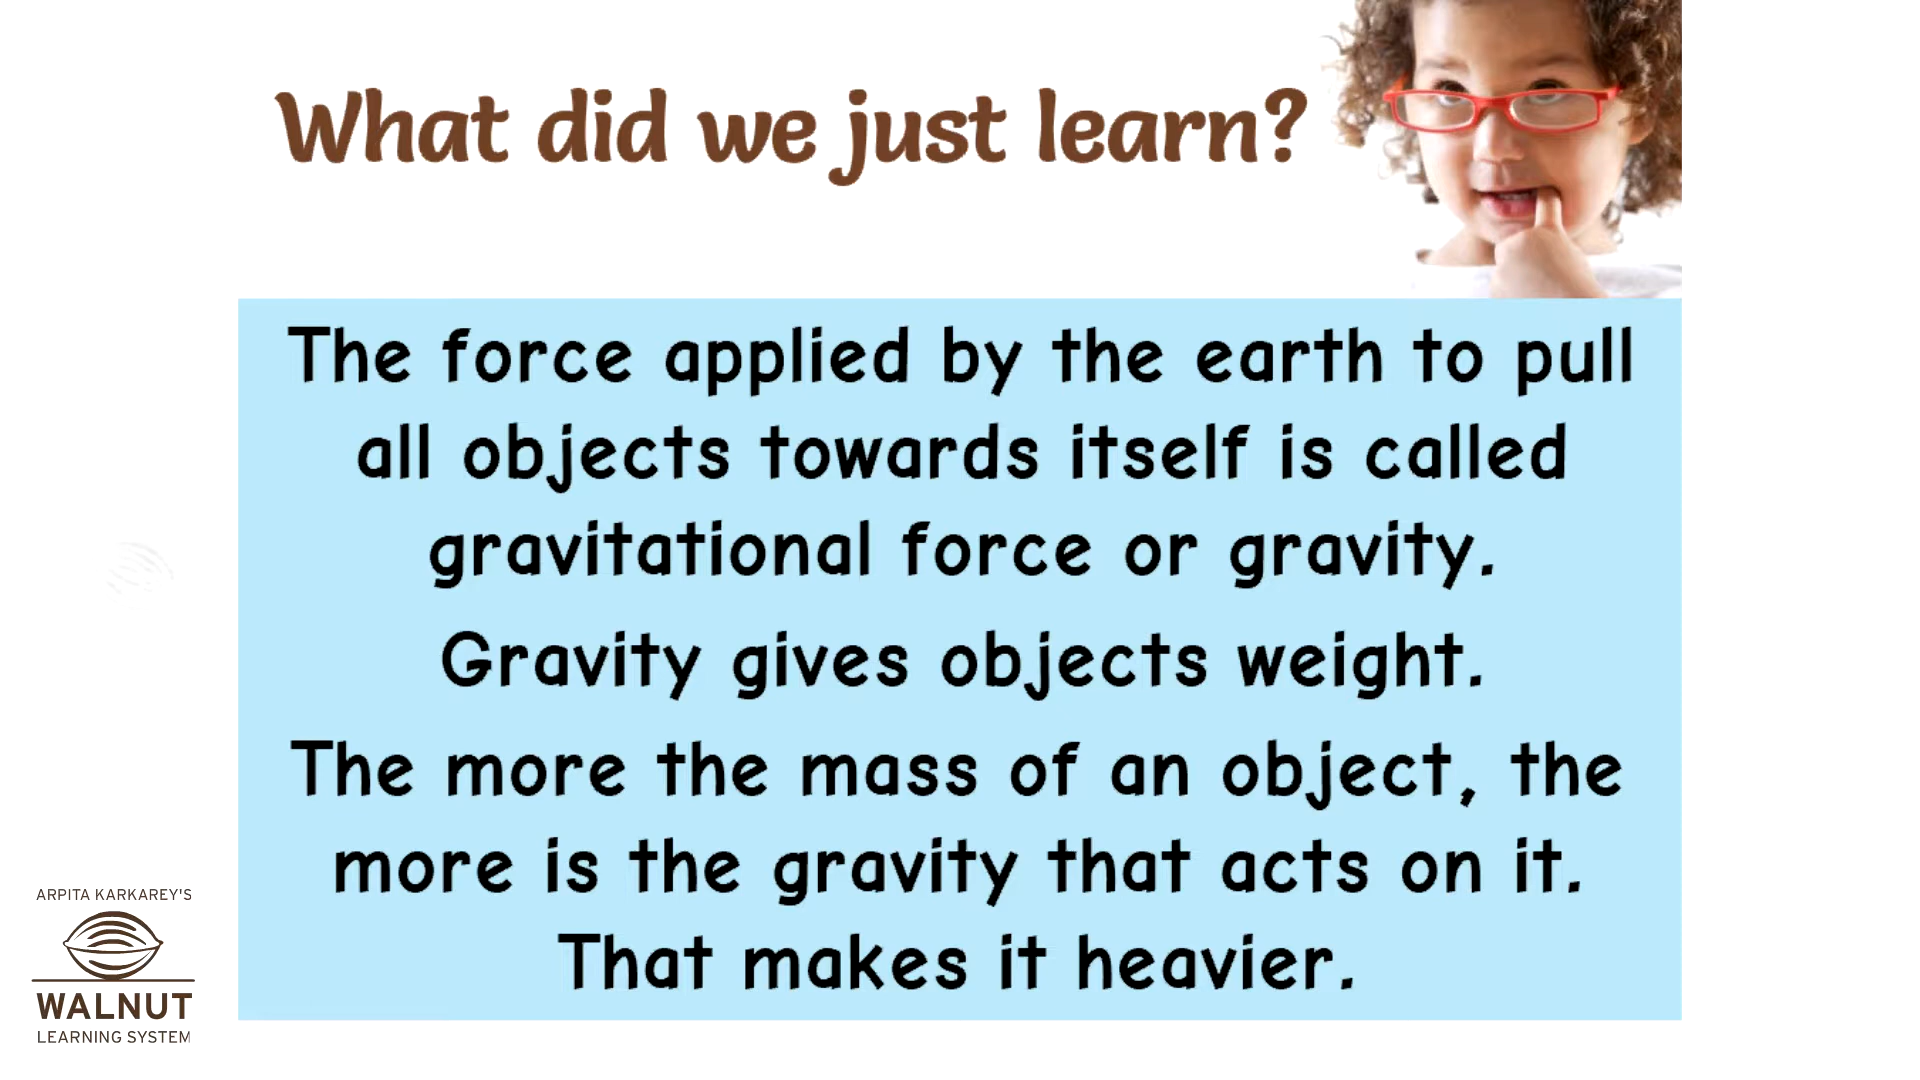 What did we just learn?
The force applied by the earth to pull
all objects towards itself is called
gravitational force or gravity.
Gravity gives objects weight.
The more the mass of an object, the
more is the gravity that acts on it.
That makes it heavier.
ARPITA KARKAREY'S
WALNUT
LEARNING SYSTEM